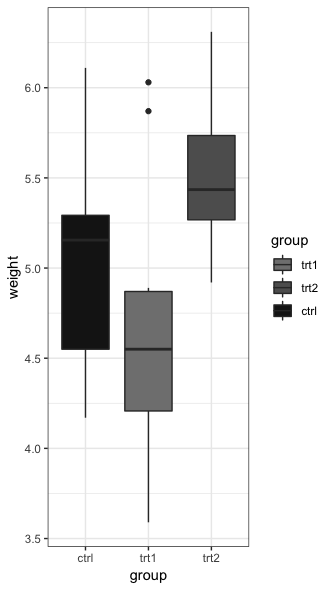 6.0
5.5
5.0
4.5
4.0
3.5
weight
ctrl trt1 trt2
group
group
trt1
trt2
ctrl